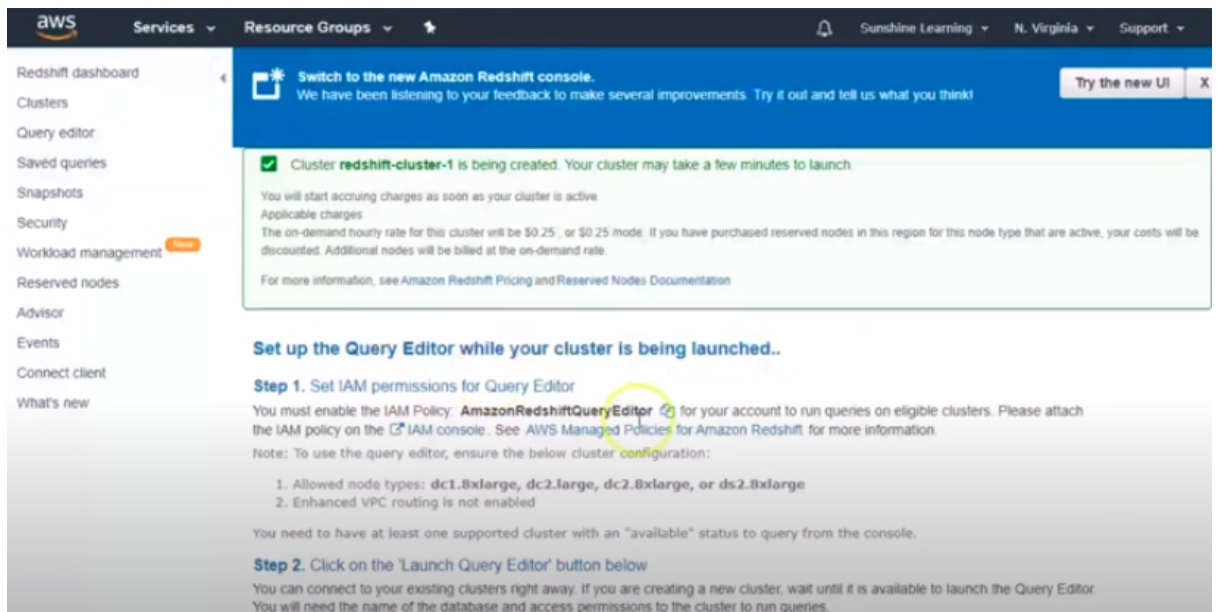 aws
Services
Resource Groups
Sunshine Learning
N. Virginia
Support
Redshift dashboard
Clusters
Query editor
Saved queries
Snapshots
Security
Workload management New
Reserved nodes
Advisor
Events
Connect client
What's new
Switch to the new Amazon Redshift console.
We have been listening to your feedback to make several improvements. Try it out and tell us what you think!
Try the new UI
X
Cluster redshift-cluster-1 is being created. Your cluster may take a few minutes to launch
You will start accruing charges as soon as your cluster is active.
Applicable charges
The on-demand hourly rate for this cluster will be $0.25 , or $0.25 /node. If you have purchased reserved nodes in this region for this node type that are active, your costs will be
discounted. Additional nodes will be billed at the on-demand rate.
For more information, see Amazon Redshift Pricing and Reserved Nodes Documentation
Set up the Query Editor while your cluster is being launched..
Step 1. Set IAM permissions for Query Editor
You must enable the IAM Policy: AmazonRedshiftQueryEditor for your account to run queries on eligible clusters. Please attach
the IAM policy on the IAM console. See AWS Managed Policies for Amazon Redshift for more information.
Note: To use the query editor, ensure the below cluster configuration:
1. Allowed node types: dc1.8xlarge, dc2.large, dc2.8xlarge, or ds2.8xlarge
2. Enhanced VPC routing is not enabled
You need to have at least one supported cluster with an "available" status to query from the console.
Step 2. Click on the 'Launch Query Editor' button below
You can connect to your existing clusters right away. If you are creating a new cluster, wait until it is available to launch the Query Editor.
You will need the name of the database and access permissions to the cluster to run queries.